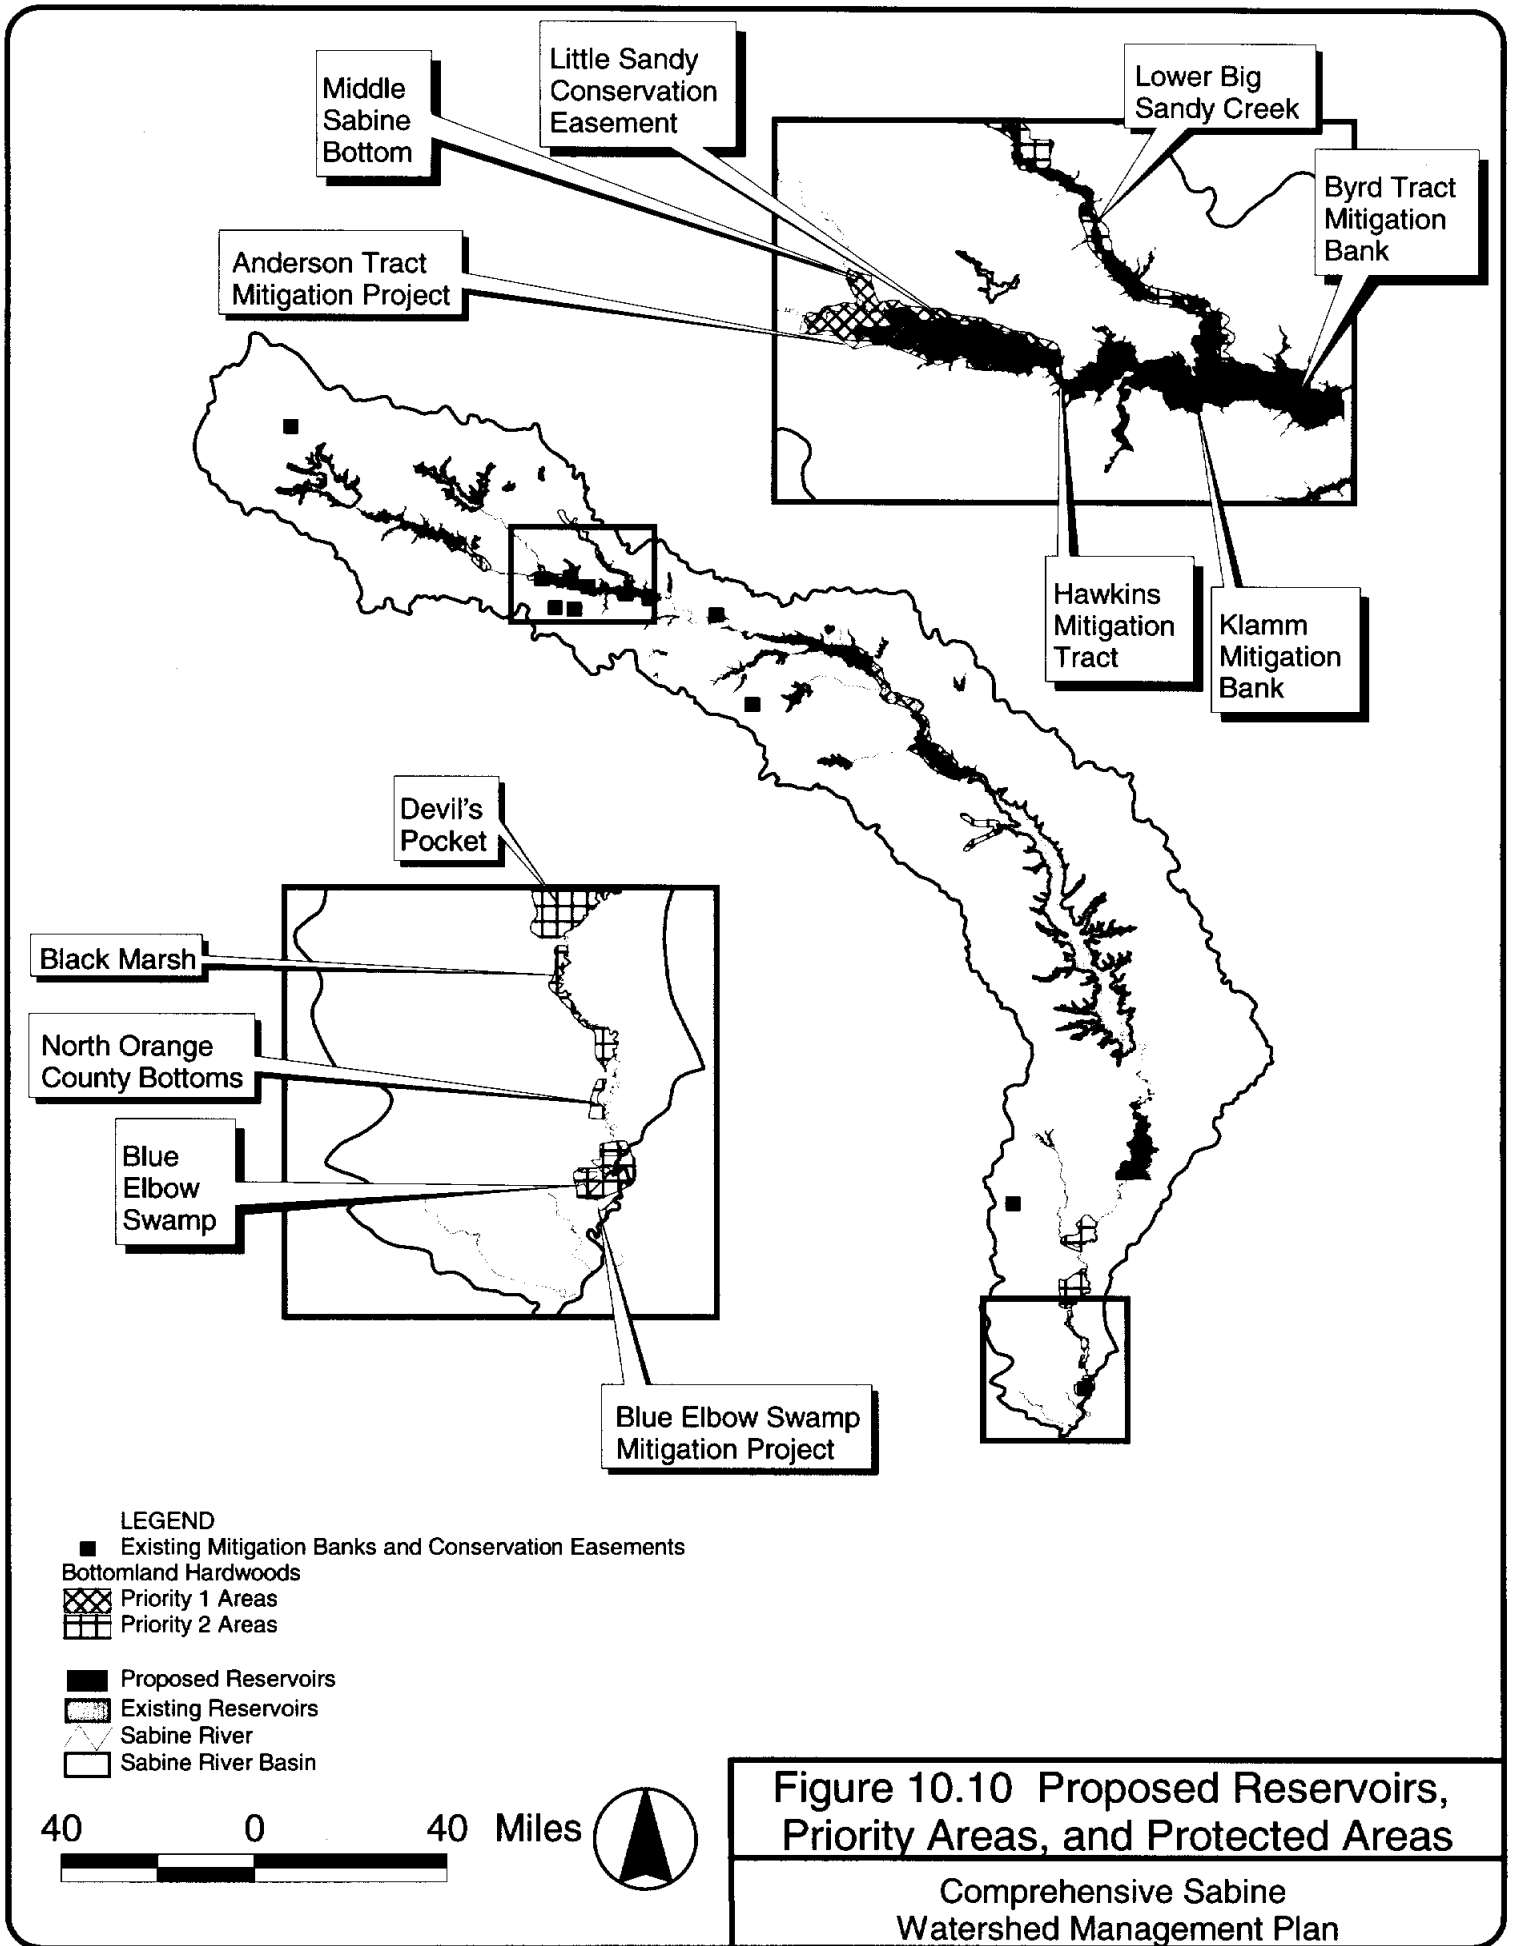 Middle
Sabine
Bottom
Little Sandy
Conservation
Easement
Lower Big
Sandy Creek
Byrd Tract
Mitigation
Bank
Anderson Tract
Mitigation Project
Hawkins
Mitigation
Tract
Klamm
Mitigation
Bank
Devil's
Pocket
Black Marsh
North Orange
County Bottoms
Blue
Elbow
Swamp
Blue Elbow Swamp
Mitigation Project
LEGEND
Existing Mitigation Banks and Conservation Easements
Bottomland Hardwoods
Priority 1 Areas
Priority 2 Areas
Proposed Reservoirs
Existing Reservoirs
Sabine River
Sabine River Basin
40 0 40 Miles
Figure 10.10 Proposed Reservoirs,
Priority Areas, and Protected Areas
Comprehensive Sabine
Watershed Management Plan